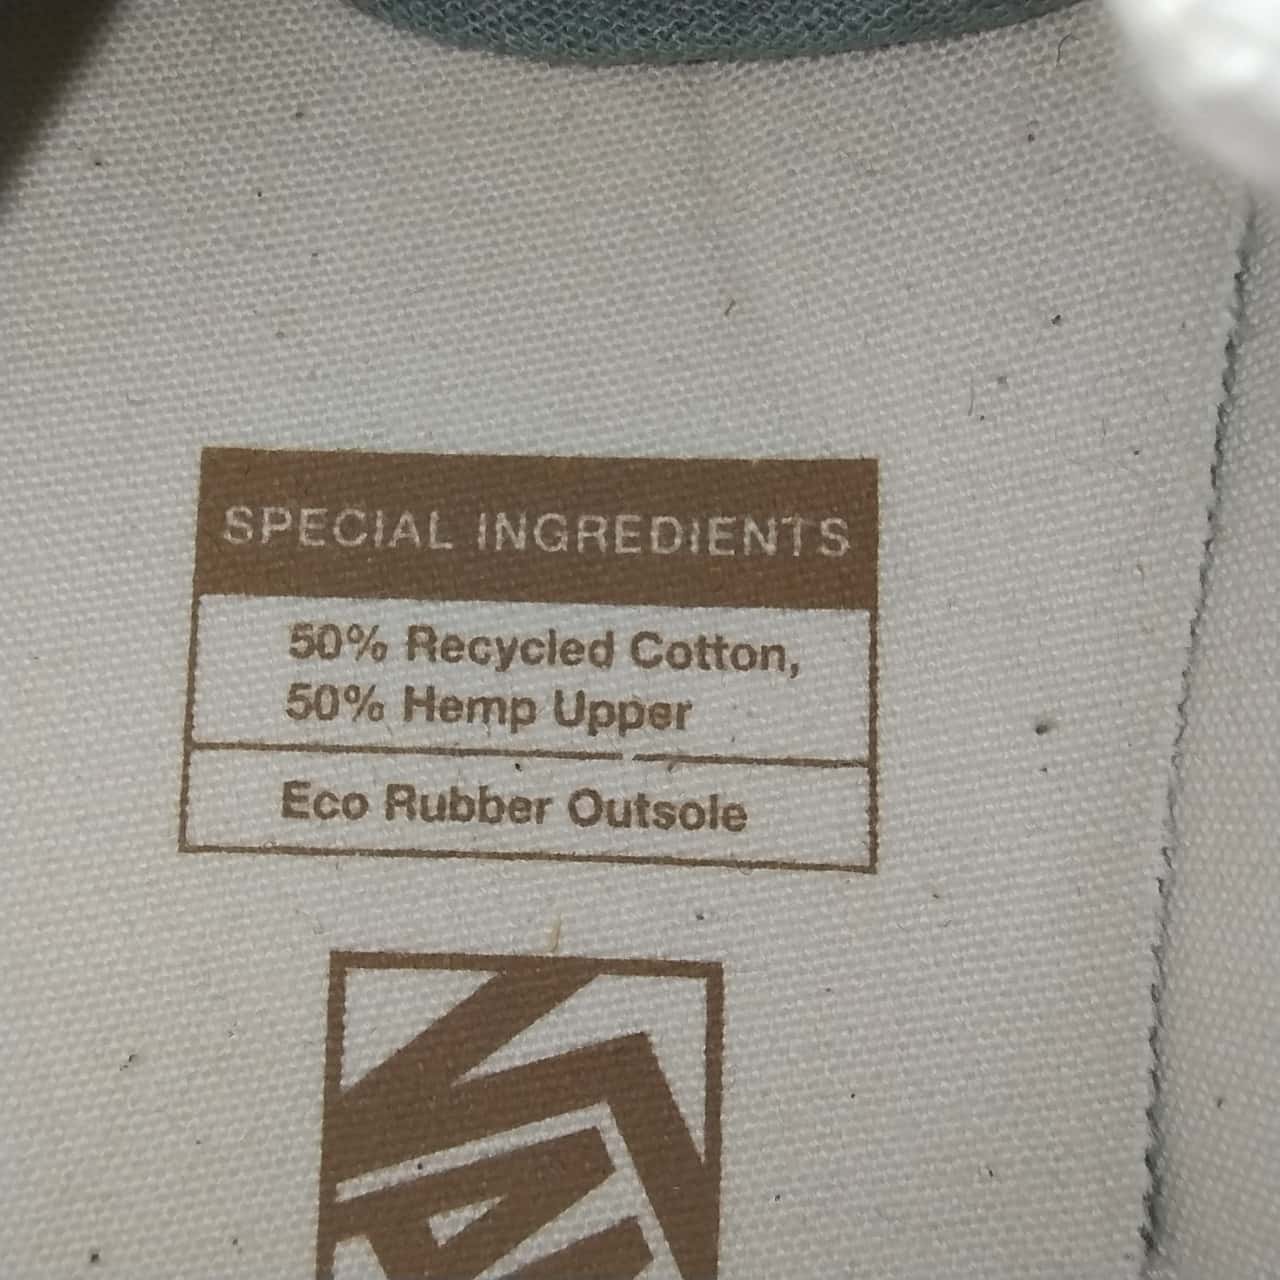 SPECIAL INGREDIENTS
50% Recycled Cotton,
50% Hemp Upper
Eco Rubber Outsole